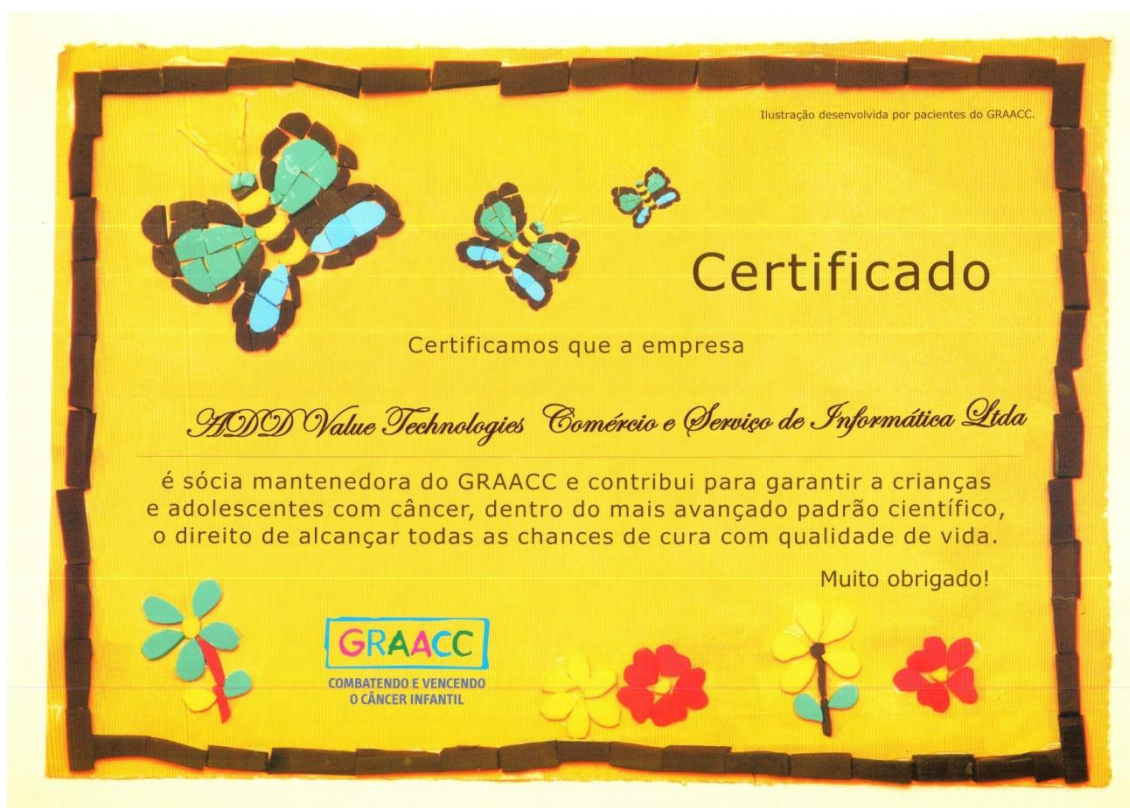 Ilustração desenvolvida por pacientes do GRAACC.
Certificado
Certificamos que a empresa
ADD Value Technologies Comércio e Serviço de Informática Ltda
é sócia mantenedora do GRAACC e contribui para garantir a crianças
e adolescentes com câncer, dentro do mais avançado padrão científico,
o direito de alcançar todas as chances de cura com qualidade de vida.
Muito obrigado!
GRAACC
COMBATENDO E VENCENDO
O CÂNCER INFANTIL